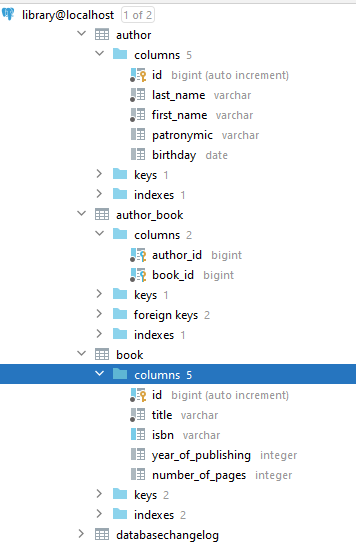 library@localhost 1 of 2
author
columns 5
id bigint (auto increment)
last_name varchar
first_name varchar
patronymic varchar
birthday date
keys 1
indexes 1
author_book
columns 2
author_id bigint
book_id bigint
keys 1
foreign keys 2
indexes 1
book
columns 5
id bigint (auto increment)
title varchar
isbn varchar
year_of_publishing integer
number_of_pages integer
keys 2
indexes 2
databasechangelog